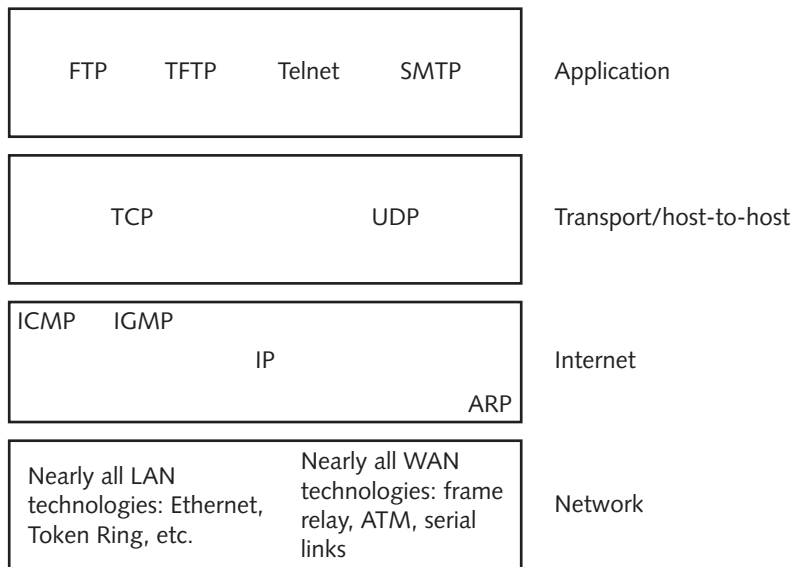 FTP TFTP Telnet SMTP Application
TCP UDP Transport/host-to-host
ICMP IGMP
IP Internet
ARP
Nearly all LAN
technologies: Ethernet,
Token Ring, etc.
Nearly all WAN
technologies: frame
relay, ATM, serial
links
Network